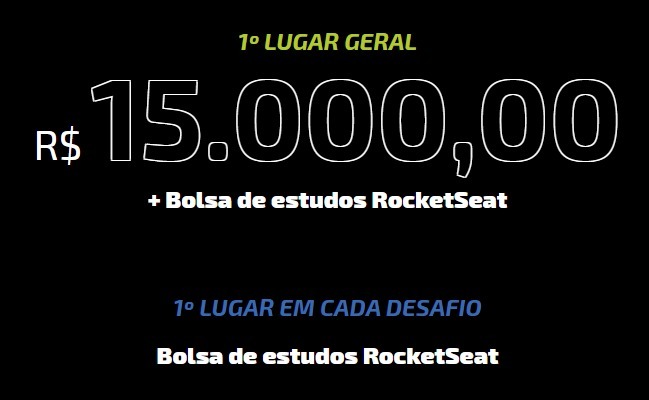 1º LUGAR GERAL
R$ 15.000,00
+ Bolsa de estudos RocketSeat
1º LUGAR EM CADA DESAFIO
Bolsa de estudos RocketSeat